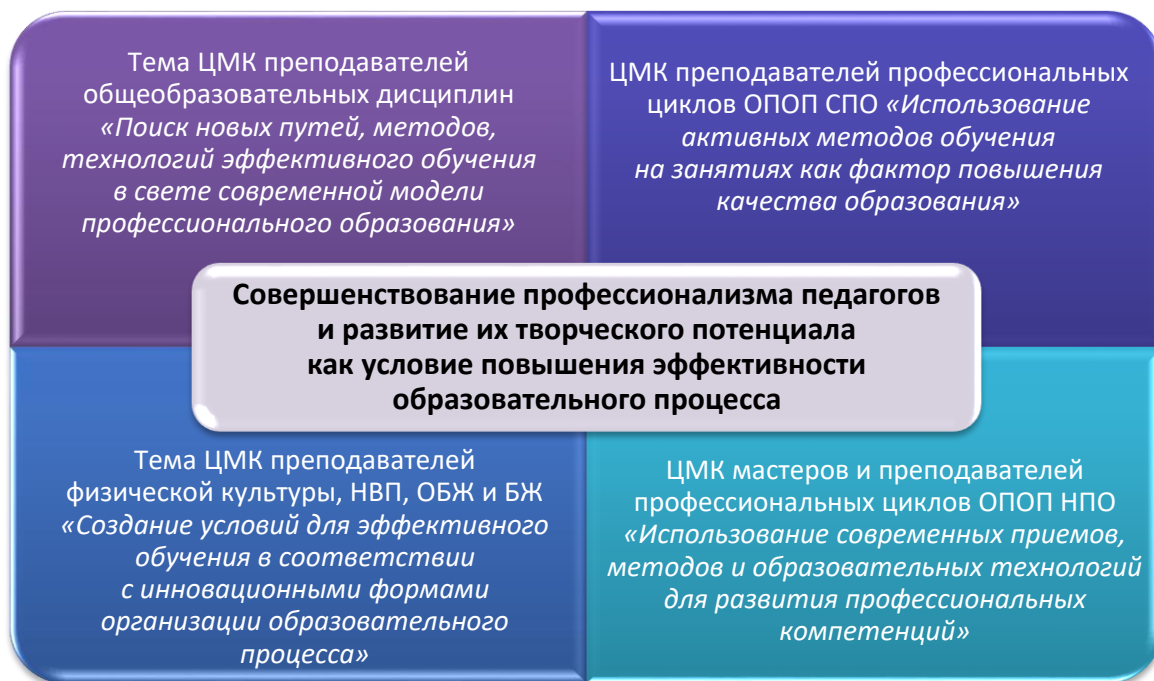 Тема ЦМК преподавателей
общеобразовательных дисциплин
«Поиск новых путей, методов,
технологий эффективного обучения
в свете современной модели
профессионального образования»
ЦМК преподавателей профессиональных
циклов ОПОП СПО «Использование
активных методов обучения
на занятиях как фактор повышения
качества образования»
Совершенствование профессионализма педагогов
и развитие их творческого потенциала
как условие повышения эффективности
образовательного процесса
Тема ЦМК преподавателей
физической культуры, НВП, ОБЖ и БЖ
«Создание условий для эффективного
обучения в соответствии
с инновационными формами
организации образовательного
процесса»
ЦМК мастеров и преподавателей
профессиональных циклов ОПОП НПО
«Использование современных приемов,
методов и образовательных технологий
для развития профессиональных
компетенций»